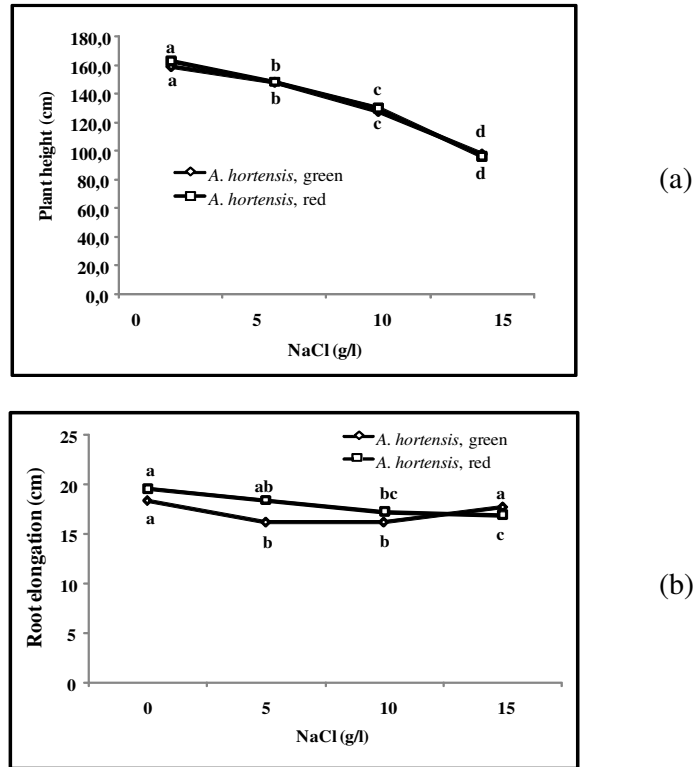 180,0
160,0
140,0
120,0
100,0
80,0
60,0
40,0
20,0
0,0
Plant height (cm)
a
a
b
b
c
c
d
d
A. hortensis, green
A. hortensis, red
0 5 10 15
NaCl (g/l)
(a)
25
20
15
10
5
0
Root elongation (cm)
A. hortensis, green
A. hortensis, red
a ab bc a
a b b c
0 5 10 15
NaCl (g/l)
(b)